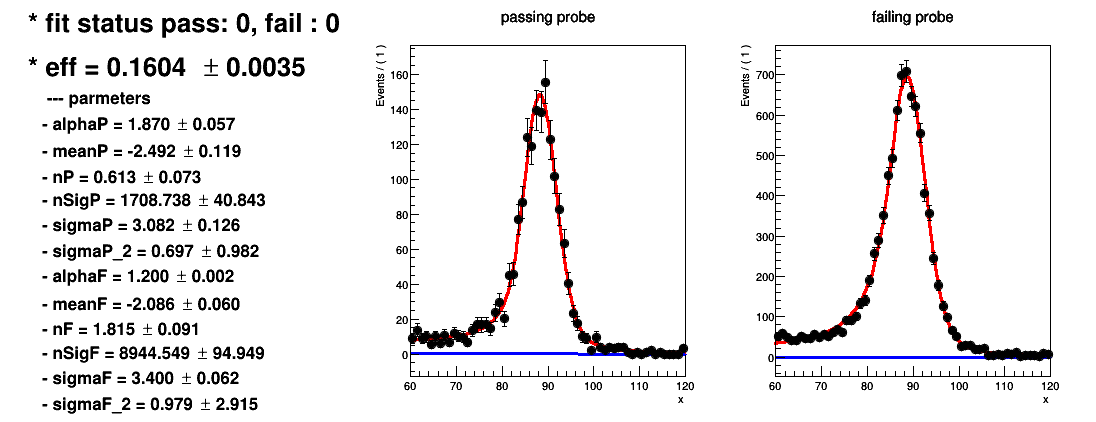 * fit status pass: 0, fail : 0
* eff = 0.1604 ± 0.0035
--- parmeters
- alphaP = 1.870 ± 0.057
- meanP = -2.492 ± 0.119
- nP = 0.613 ± 0.073
- nSigP = 1708.738 ± 40.843
- sigmaP = 3.082 ± 0.126
- sigmaP_2 = 0.697 ± 0.982
- alphaF = 1.200 ± 0.002
- meanF = -2.086 ± 0.060
- nF = 1.815 ± 0.091
- nSigF = 8944.549 ± 94.949
- sigmaF = 3.400 ± 0.062
- sigmaF_2 = 0.979 ± 2.915
passing probe
Events / ( 1 )
160
140
120
100
80
60
40
20
0
60 70 80 90 100 110 120
x
failing probe
Events / ( 1 )
700
600
500
400
300
200
100
0
60 70 80 90 100 110 120
x